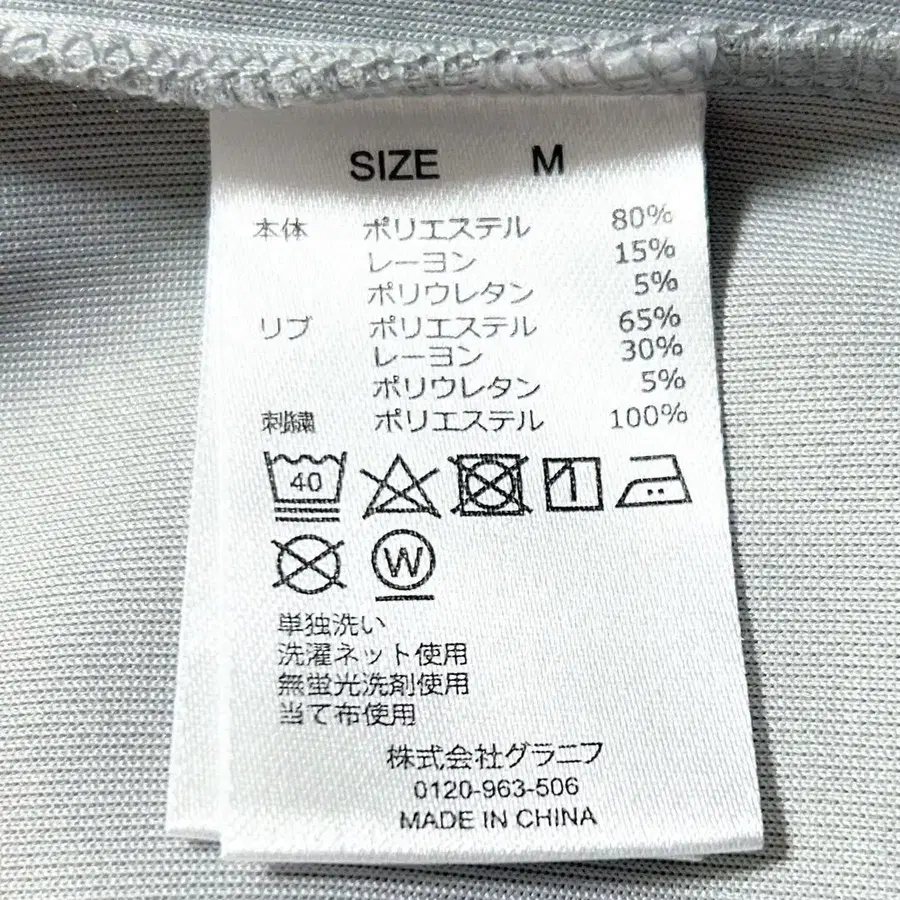 SIZE M
本体 ポリエステル 80%
レーヨン 15%
ポリウレタン 5%
リブ ポリエステル 65%
レーヨン 30%
ポリウレタン 5%
刺繍 ポリエステル 100%
40
W
単独洗い
洗濯ネット使用
無蛍光洗剤使用
当て布使用
株式会社グラニフ
0120-963-506
MADE IN CHINA